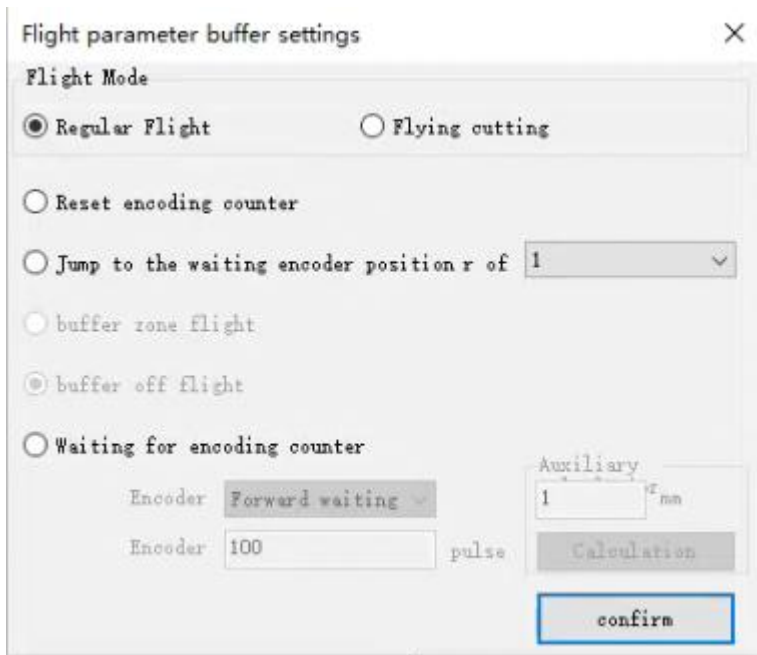 Flight parameter buffer settings
Flight Mode
Regular Flight
Flying cutting
Reset encoding counter
Jump to the waiting encoder position r of 1
buffer zone flight
buffer off flight
Waiting for encoding counter
Auxiliary
Encoder Forward waiting
1 mm
Encoder 100 pulse
Calculation
confirm